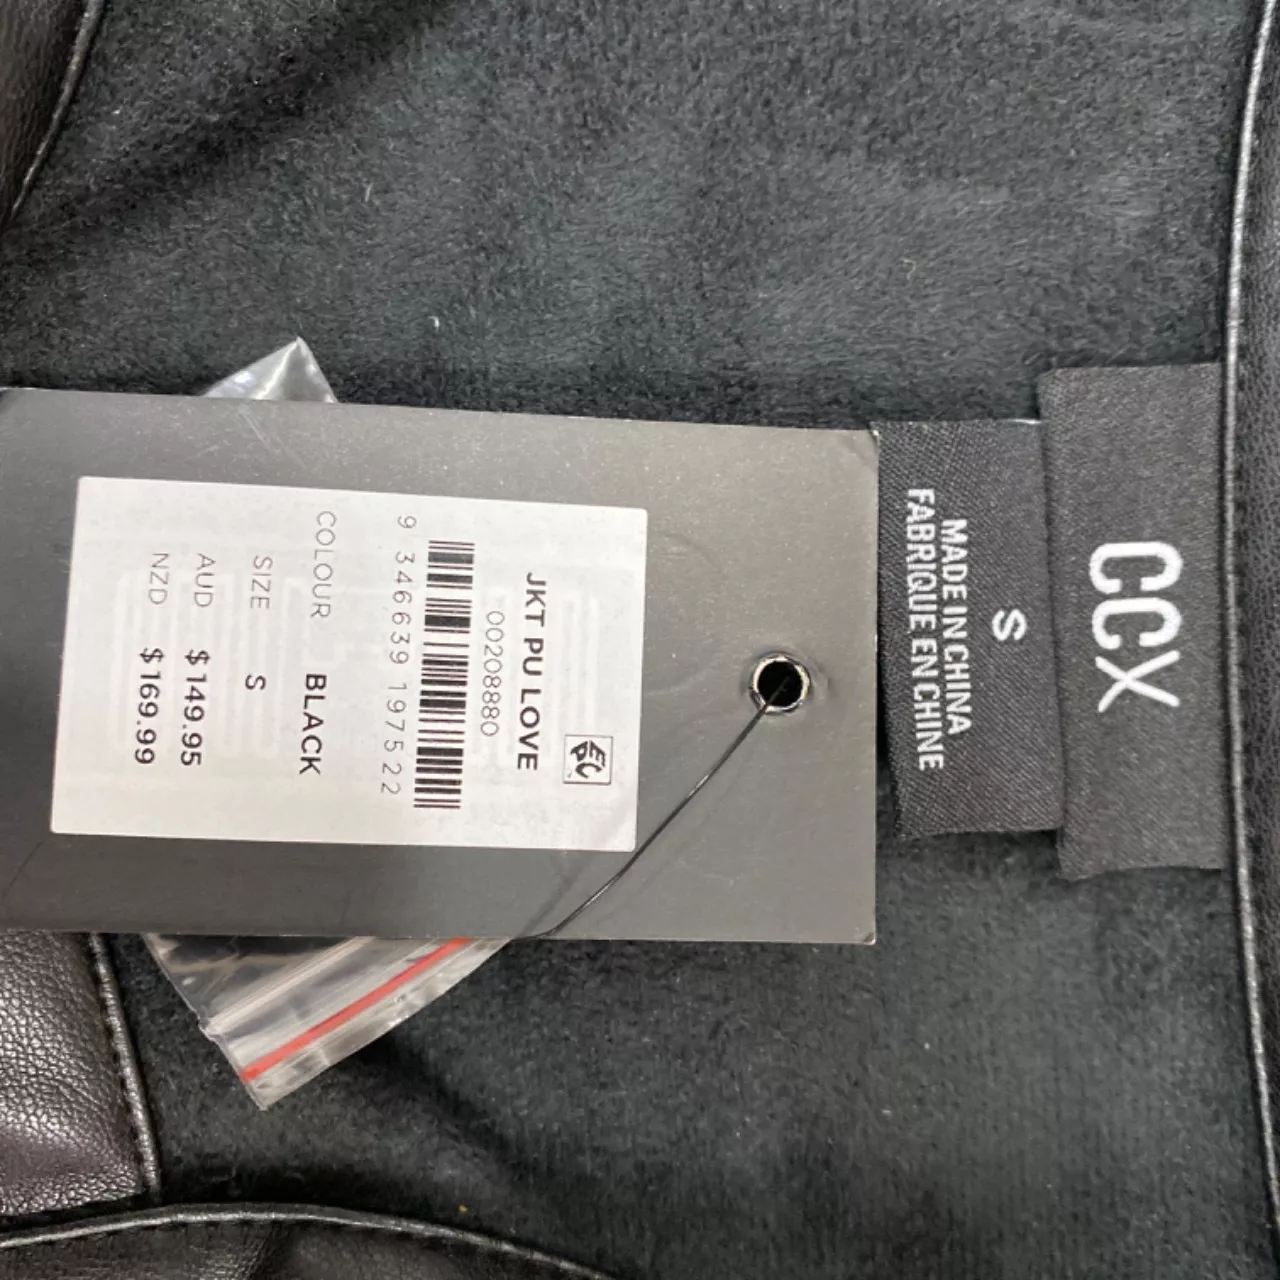 CCX
S
MADE IN CHINA
FABRIQUE EN CHINE
JKT PU LOVE
00208880
9 346639 197522
COLOUR BLACK
SIZE S
AUD $149.95
NZD $169.99